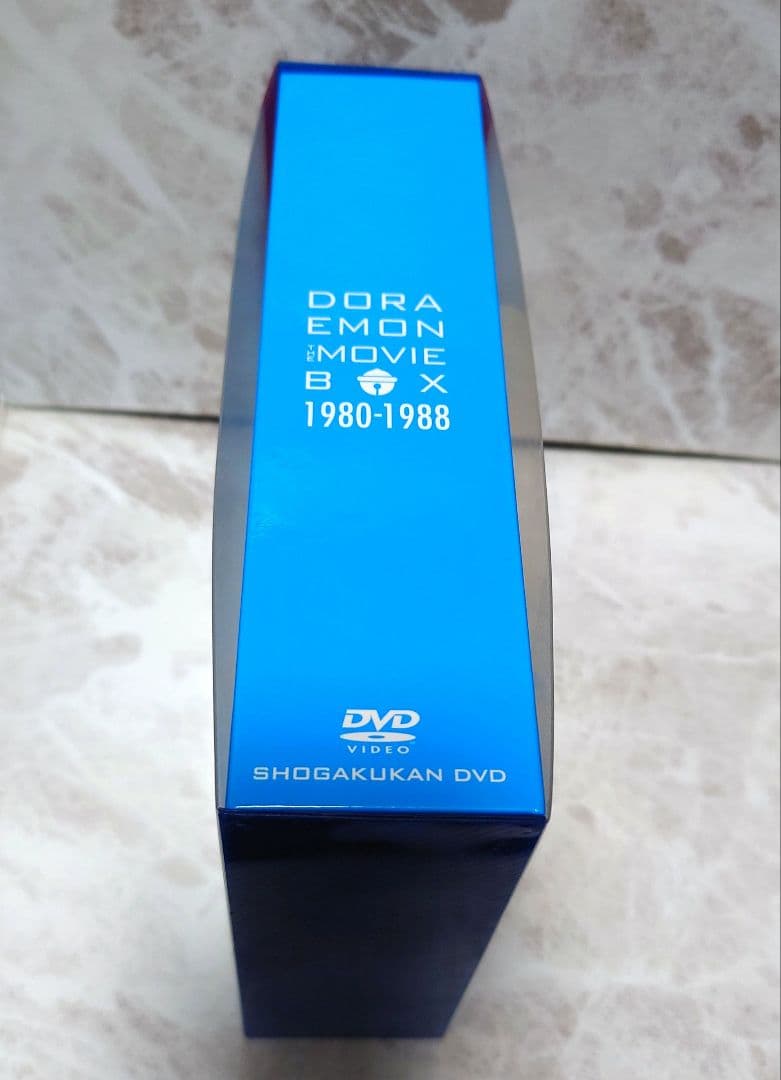 DORA
EMON
THE MOVIE
B X
1980-1988
DVD
VIDEO
SHOGAKUKAN DVD